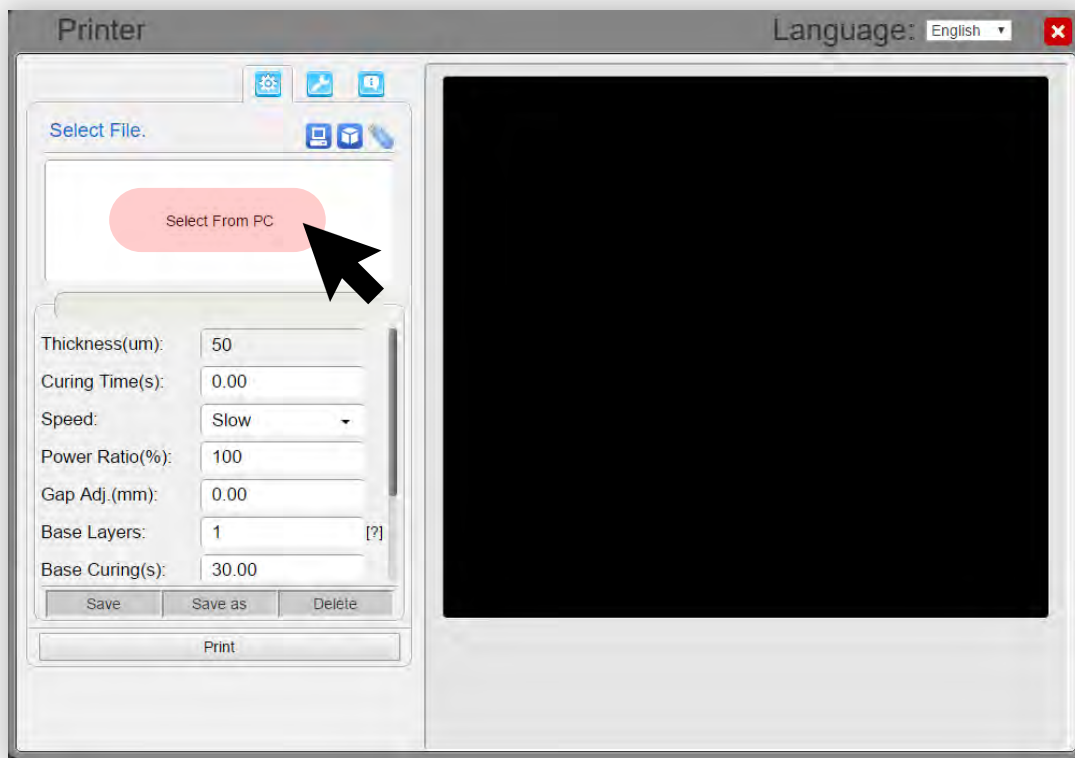 Printer
Language: English
Select File.
Select From PC
Thickness(um): 50
Curing Time(s): 0.00
Speed: Slow
Power Ratio(%): 100
Gap Adj.(mm): 0.00
Base Layers: 1 [?]
Base Curing(s): 30.00
Save Save as Delete
Print